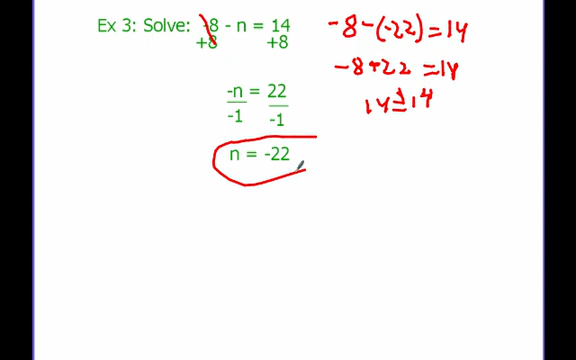 Ex 3: Solve: -8 - n = 14
+8 +8
-n = 22
-1 -1
n = -22
-8 - (-22) = 14
-8 + 22 = 14
14 = 14